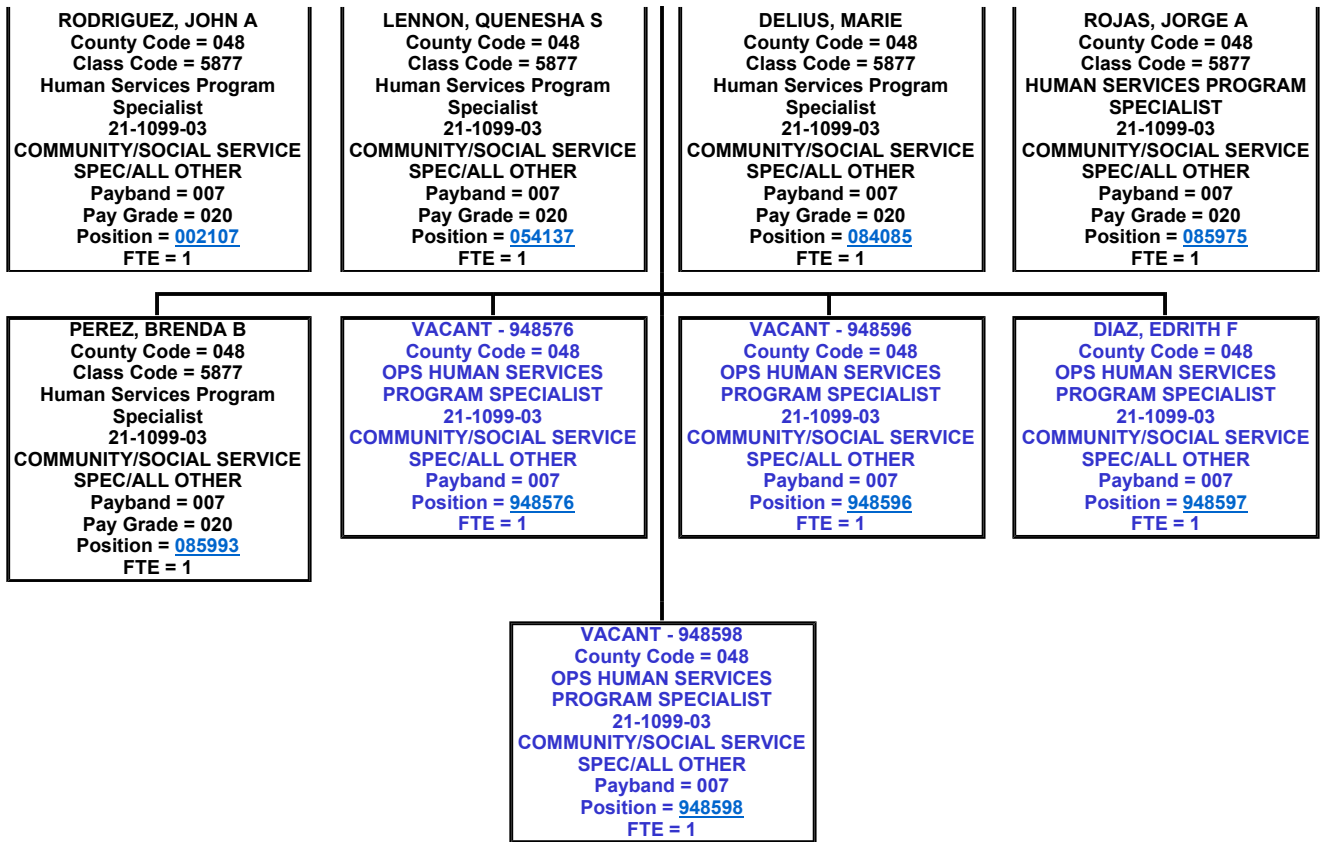 RODRIGUEZ, JOHN A
County Code = 048
Class Code = 5877
Human Services Program
Specialist
21-1099-03
COMMUNITY/SOCIAL SERVICE
SPEC/ALL OTHER
Payband = 007
Pay Grade = 020
Position = 002107
FTE = 1
LENNON, QUENESHA S
County Code = 048
Class Code = 5877
Human Services Program
Specialist
21-1099-03
COMMUNITY/SOCIAL SERVICE
SPEC/ALL OTHER
Payband = 007
Pay Grade = 020
Position = 054137
FTE = 1
DELIUS, MARIE
County Code = 048
Class Code = 5877
Human Services Program
Specialist
21-1099-03
COMMUNITY/SOCIAL SERVICE
SPEC/ALL OTHER
Payband = 007
Pay Grade = 020
Position = 084085
FTE = 1
ROJAS, JORGE A
County Code = 048
Class Code = 5877
HUMAN SERVICES PROGRAM
SPECIALIST
21-1099-03
COMMUNITY/SOCIAL SERVICE
SPEC/ALL OTHER
Payband = 007
Pay Grade = 020
Position = 085975
FTE = 1
PEREZ, BRENDA B
County Code = 048
Class Code = 5877
Human Services Program
Specialist
21-1099-03
COMMUNITY/SOCIAL SERVICE
SPEC/ALL OTHER
Payband = 007
Pay Grade = 020
Position = 085993
FTE = 1
VACANT - 948576
County Code = 048
OPS HUMAN SERVICES
PROGRAM SPECIALIST
21-1099-03
COMMUNITY/SOCIAL SERVICE
SPEC/ALL OTHER
Payband = 007
Position = 948576
FTE = 1
VACANT - 948596
County Code = 048
OPS HUMAN SERVICES
PROGRAM SPECIALIST
21-1099-03
COMMUNITY/SOCIAL SERVICE
SPEC/ALL OTHER
Payband = 007
Position = 948596
FTE = 1
DIAZ, EDRITH F
County Code = 048
OPS HUMAN SERVICES
PROGRAM SPECIALIST
21-1099-03
COMMUNITY/SOCIAL SERVICE
SPEC/ALL OTHER
Payband = 007
Position = 948597
FTE = 1
VACANT - 948598
County Code = 048
OPS HUMAN SERVICES
PROGRAM SPECIALIST
21-1099-03
COMMUNITY/SOCIAL SERVICE
SPEC/ALL OTHER
Payband = 007
Position = 948598
FTE = 1